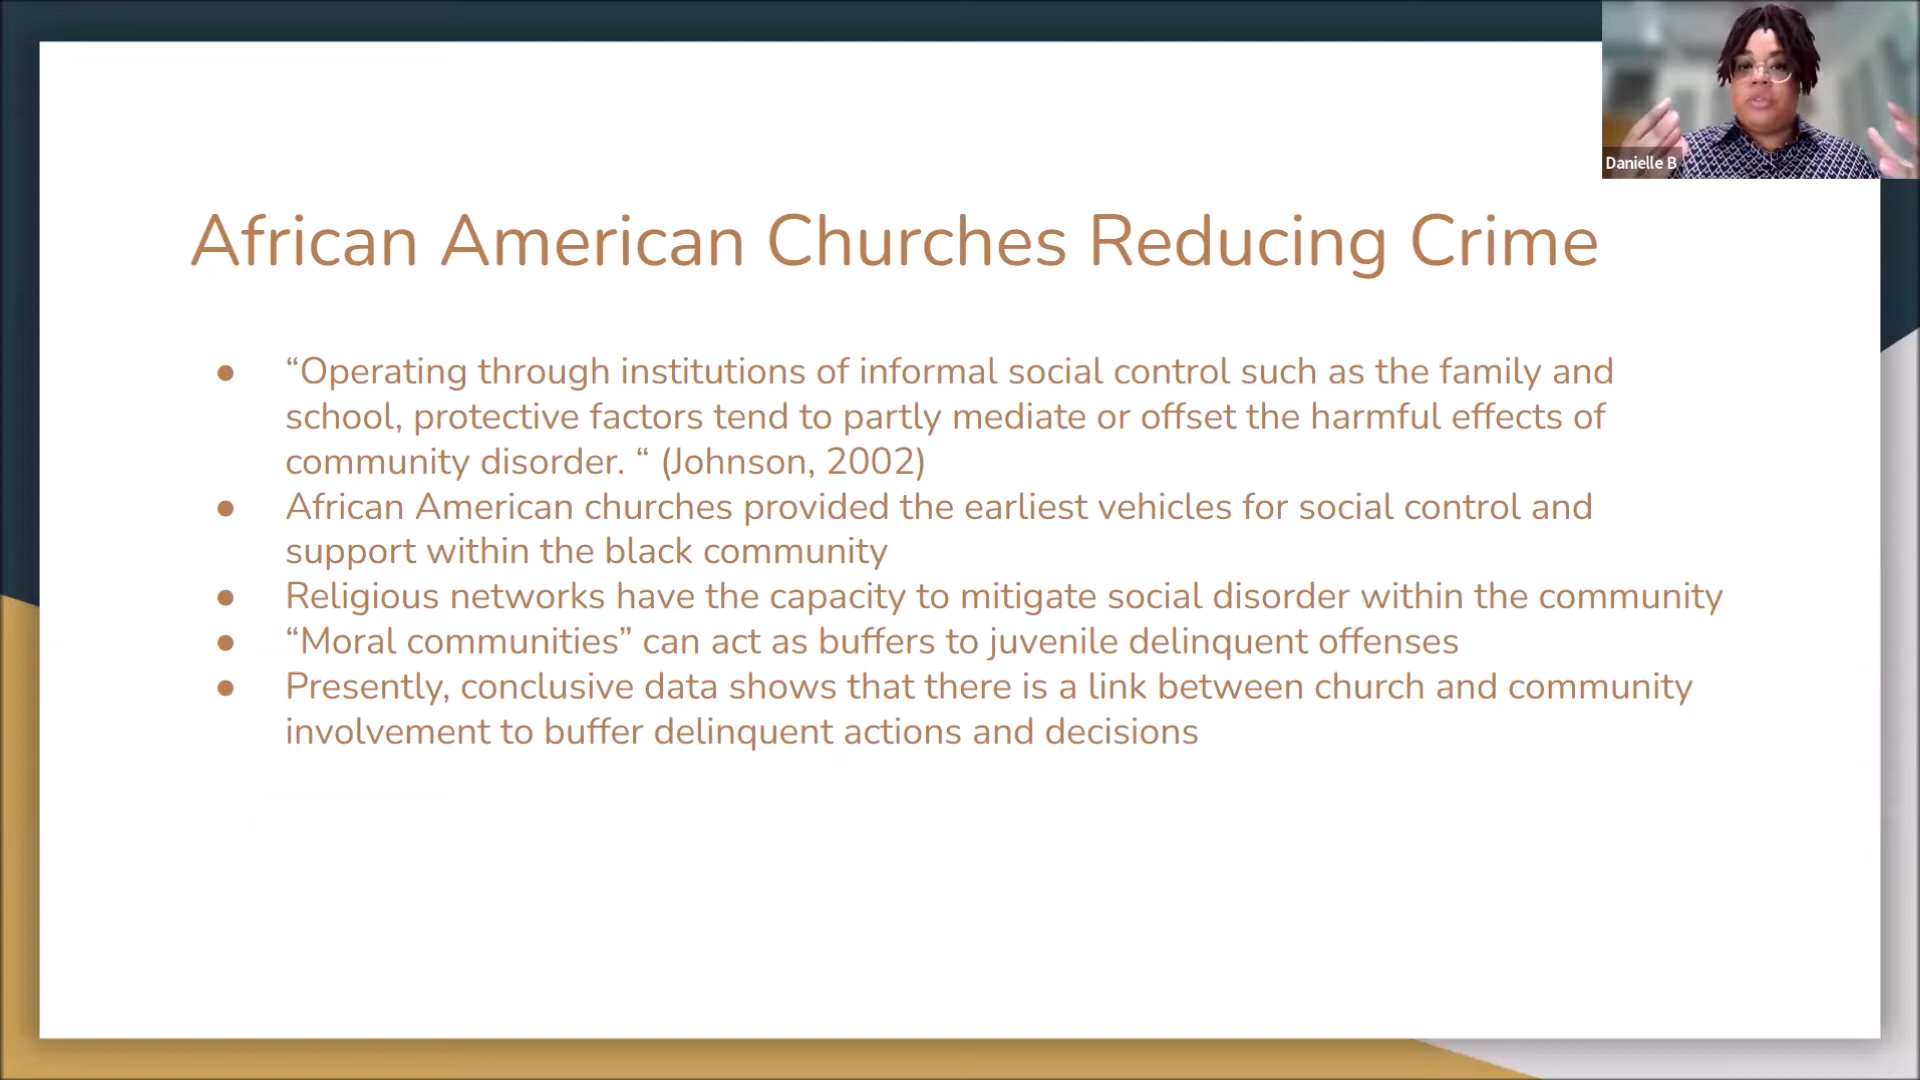 Danielle B
African American Churches Reducing Crime
● “Operating through institutions of informal social control such as the family and
school, protective factors tend to partly mediate or offset the harmful effects of
community disorder. “ (Johnson, 2002)
● African American churches provided the earliest vehicles for social control and
support within the black community
● Religious networks have the capacity to mitigate social disorder within the community
● “Moral communities” can act as buffers to juvenile delinquent offenses
● Presently, conclusive data shows that there is a link between church and community
involvement to buffer delinquent actions and decisions